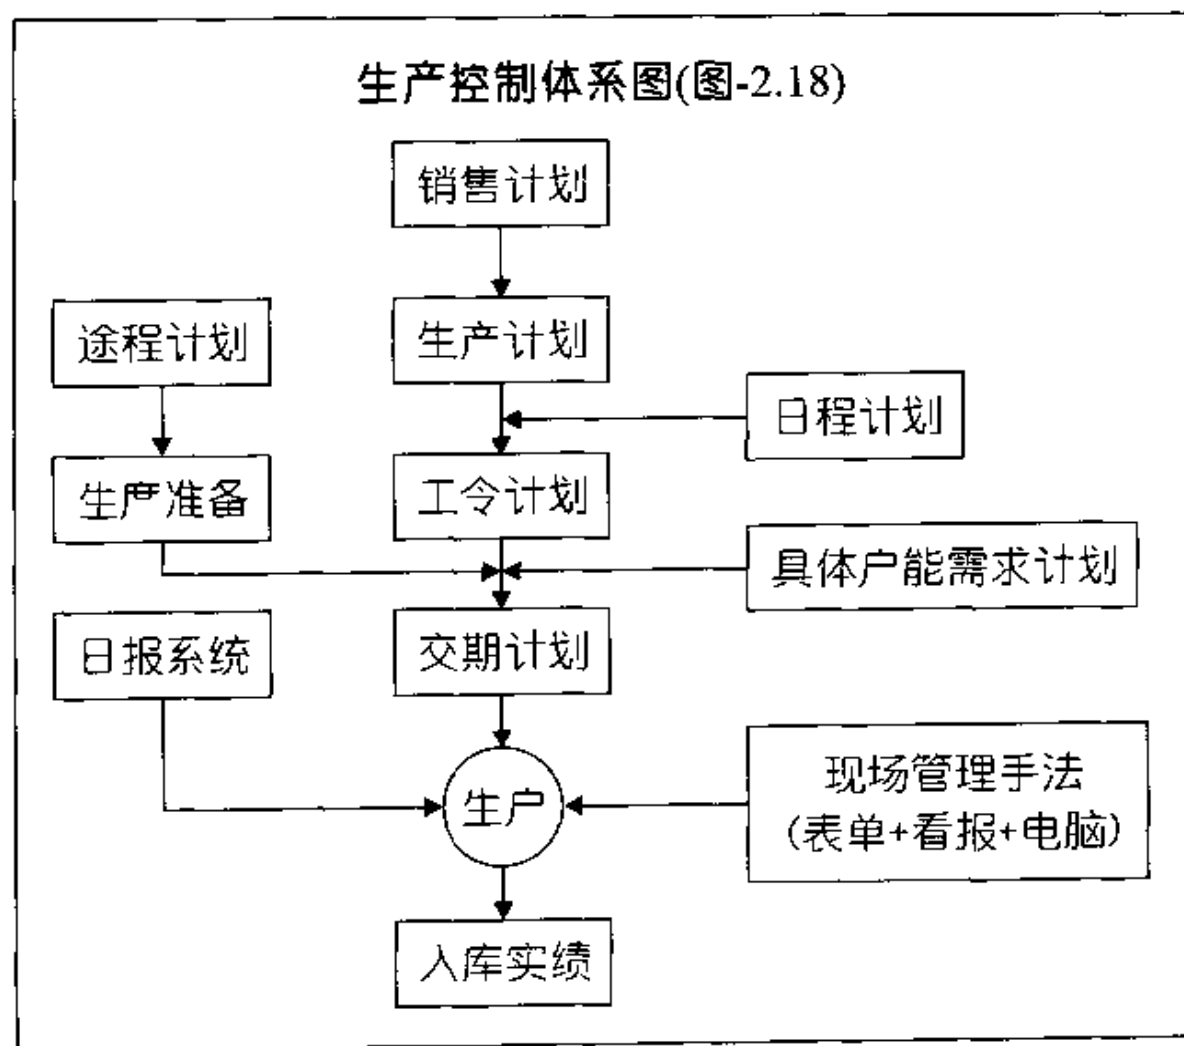 生产控制体系图(图-2.18)
销售计划
途程计划
生产计划
日程计划
生产准备
工令计划
具体户能需求计划
日报系统
交期计划
生户
现场管理手法
(表单+看报+电脑)
入库实绩